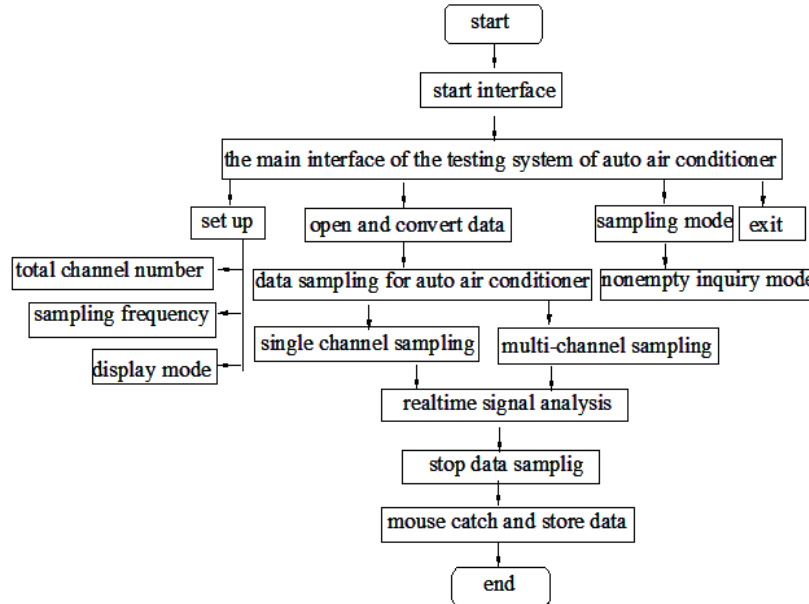 start
start interface
the main interface of the testing system of auto air conditioner
set up
open and convert data
sampling mode
exit
total channel number
data sampling for auto air conditioner
nonempty inquiry mode
sampling frequency
single channel sampling
multi-channel sampling
display mode
realtime signal analysis
stop data samplig
mouse catch and store data
end